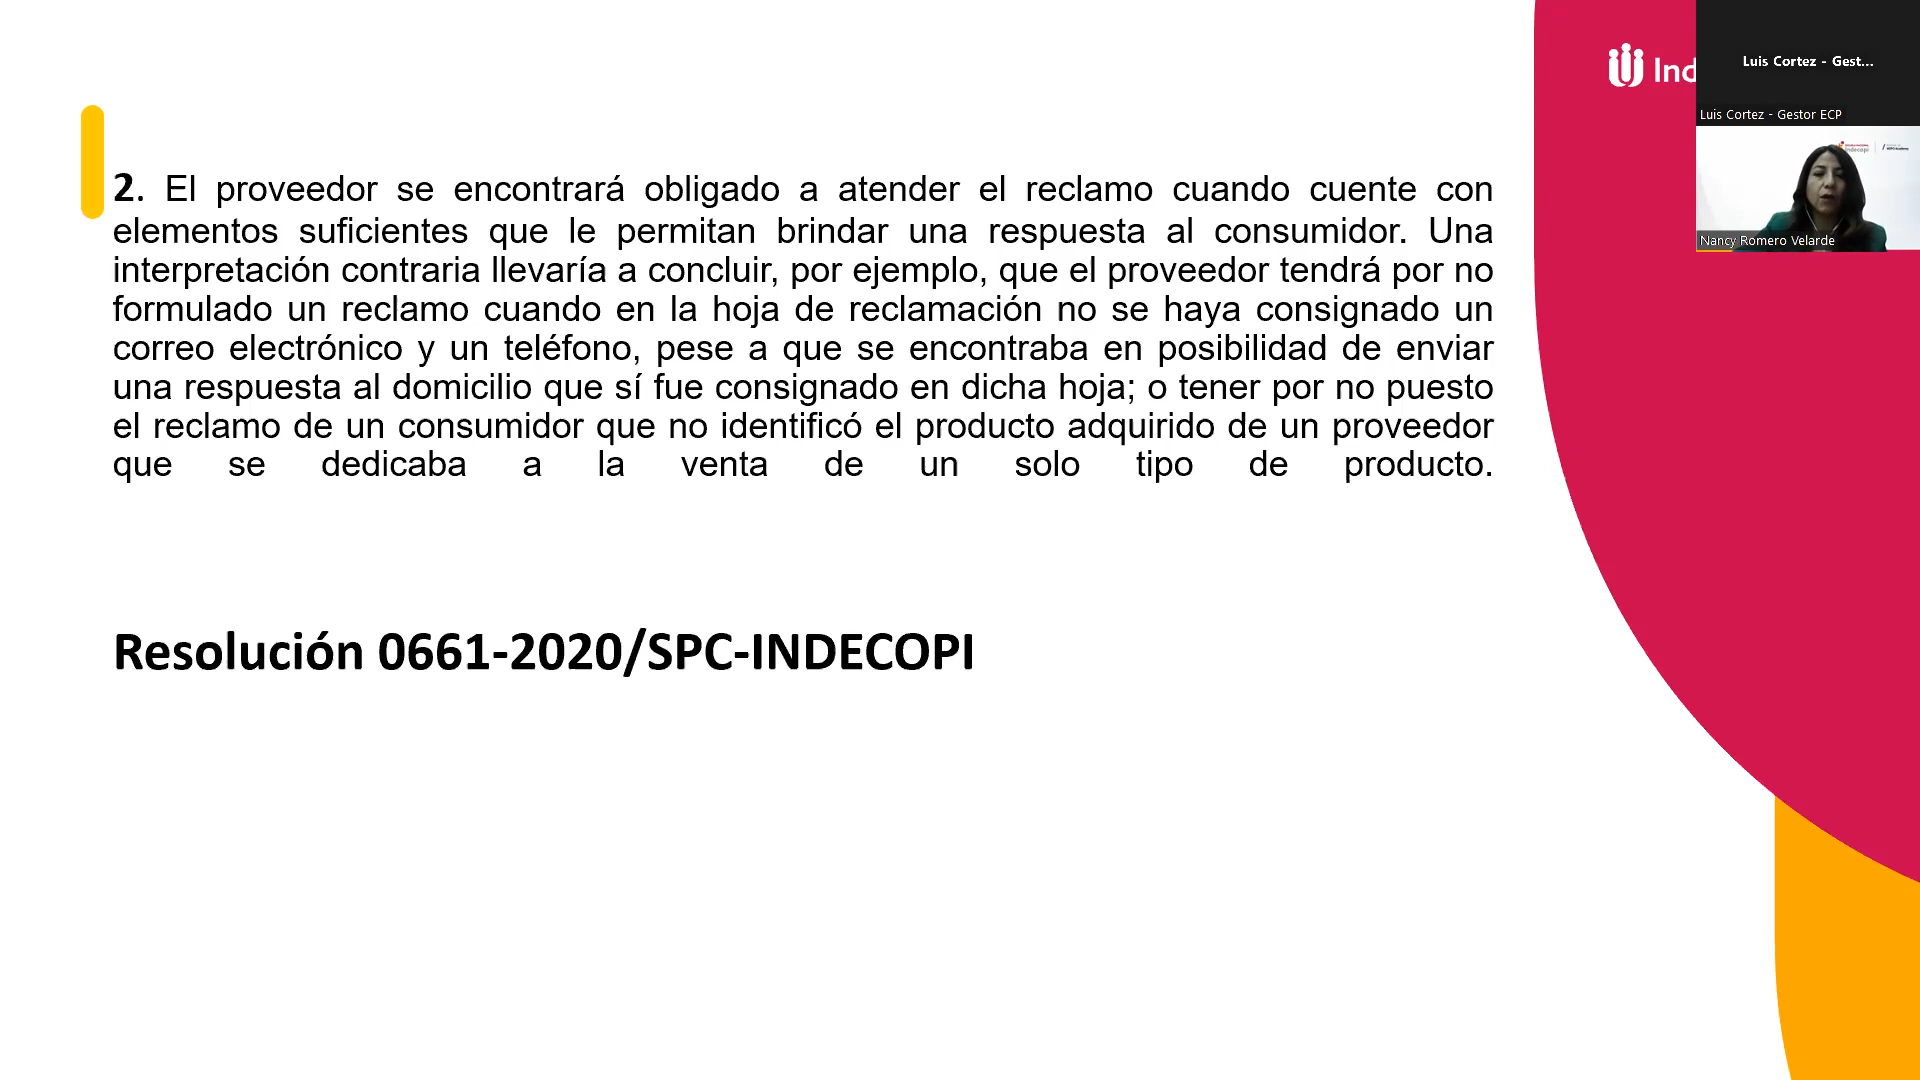 Ind
Luis Cortez - Gest...
Luis Cortez - Gestor ECP
Nancy Romero Velarde
2. El proveedor se encontrará obligado a atender el reclamo cuando cuente con
elementos suficientes que le permitan brindar una respuesta al consumidor. Una
interpretación contraria llevaría a concluir, por ejemplo, que el proveedor tendrá por no
formulado un reclamo cuando en la hoja de reclamación no se haya consignado un
correo electrónico y un teléfono, pese a que se encontraba en posibilidad de enviar
una respuesta al domicilio que sí fue consignado en dicha hoja; o tener por no puesto
el reclamo de un consumidor que no identificó el producto adquirido de un proveedor
que se dedicaba a la venta de un solo tipo de producto.
Resolución 0661-2020/SPC-INDECOPI